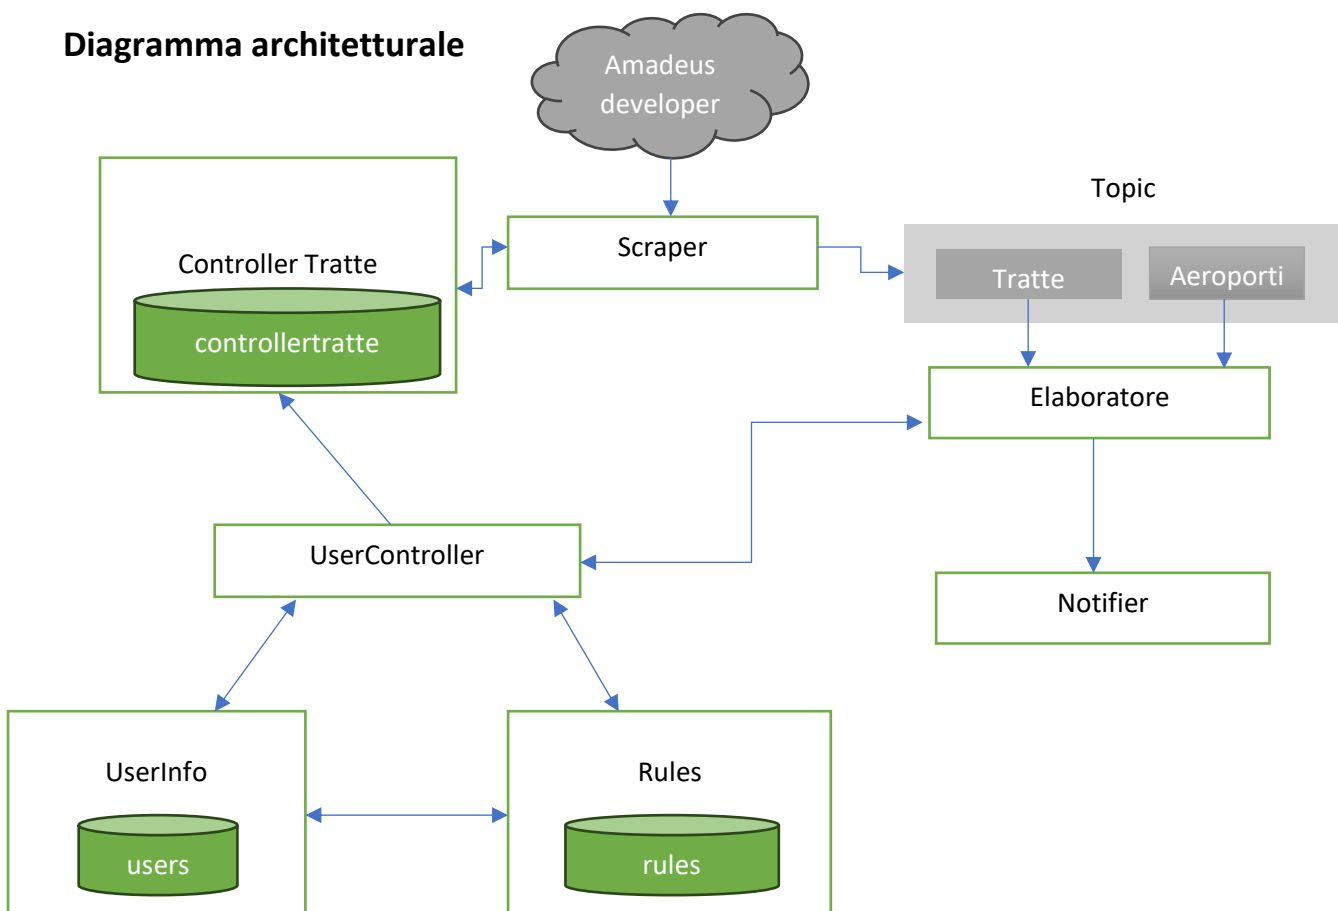 Diagramma architetturale
Amadeus
developer
Topic
Scraper
Controller Tratte
Tratte
Aeroporti
controllertratte
Elaboratore
UserController
Notifier
UserInfo
Rules
users
rules